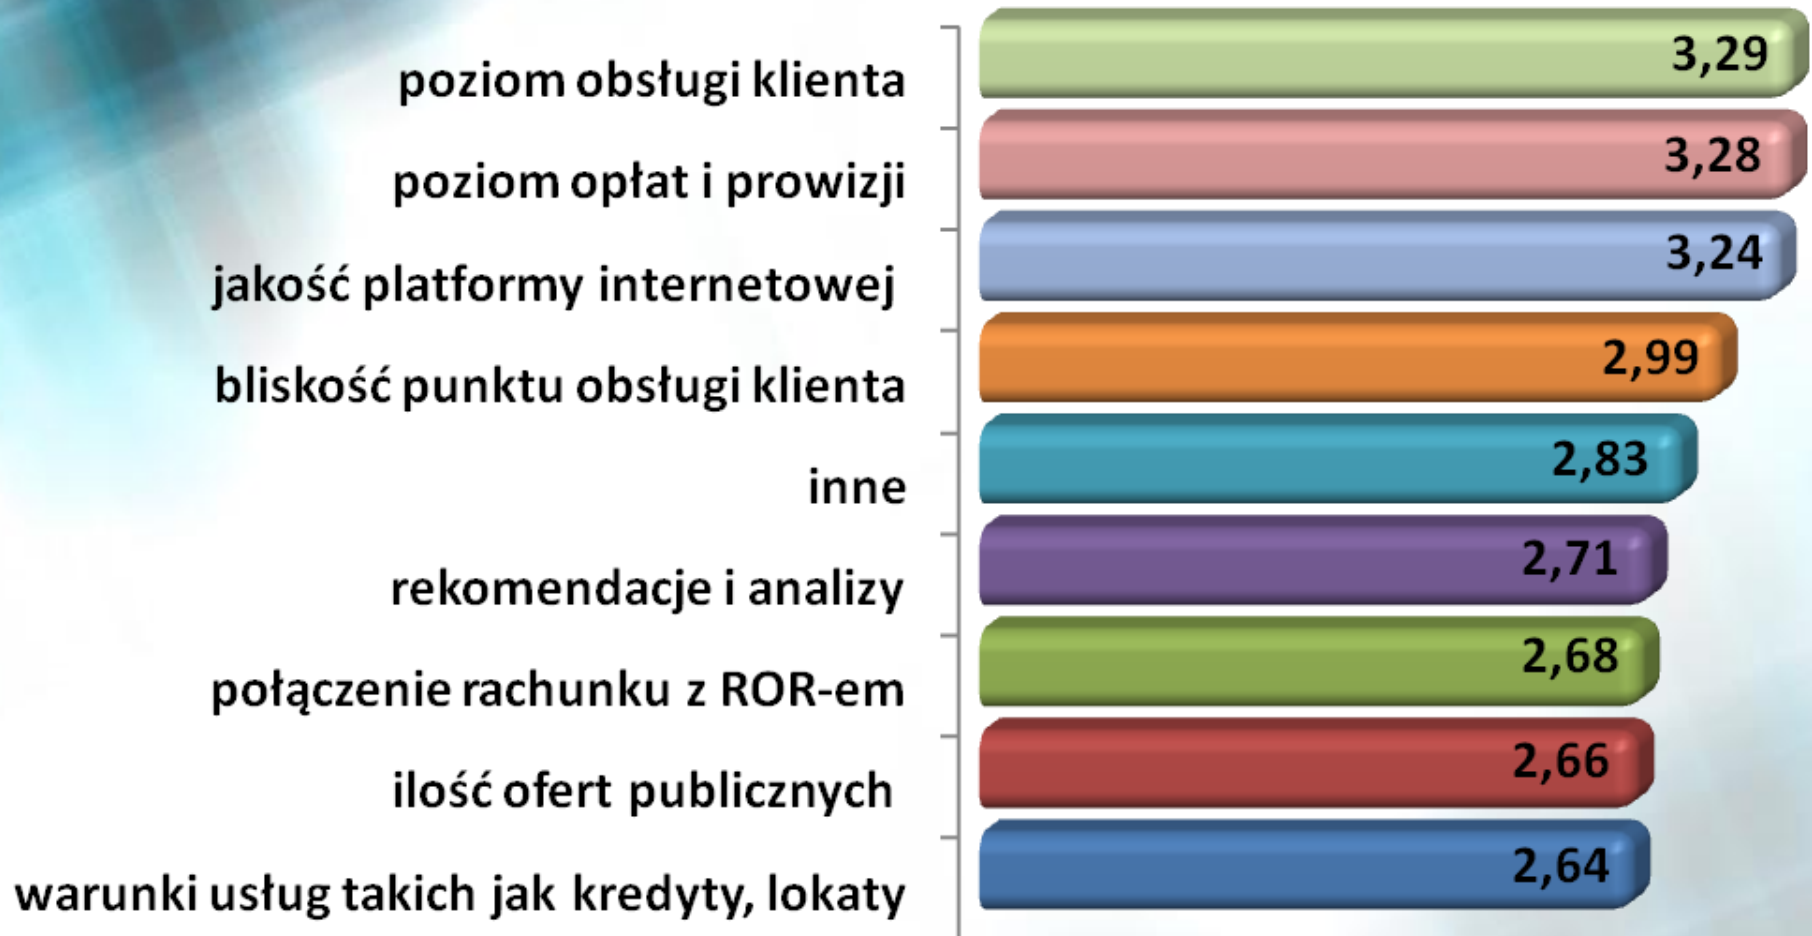 poziom obsługi klienta 3,29
poziom opłat i prowizji 3,28
jakość platformy internetowej 3,24
bliskość punktu obsługi klienta 2,99
inne 2,83
rekomendacje i analizy 2,71
połączenie rachunku z ROR-em 2,68
ilość ofert publicznych 2,66
warunki usług takich jak kredyty, lokaty 2,64